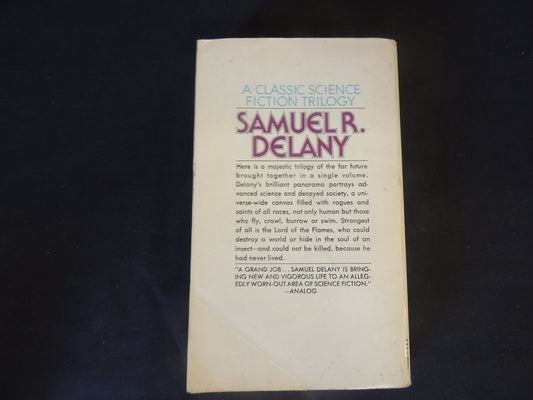 A CLASSIC SCIENCE
FICTION TRILOGY
SAMUEL R.
DELANY
Here is a majestic trilogy of the far future
brought together in a single volume.
Delany's brilliant panorama portrays ad-
vanced science and decayed society, a uni-
verse-wide canvas filled with rogues and
saints of all races, not only human but those
who fly, crawl, burrow or swim. Strangest
of all is the Lord of the Flames, who could
destroy a world or hide in the soul of an
insect—and could not be killed, because he
had never lived.
"A GRAND JOB...SAMUEL DELANY IS BRING-
ING NEW AND VIGOROUS LIFE TO AN ALLEG-
EDLY WORN-OUT AREA OF SCIENCE FICTION."
—ANALOG